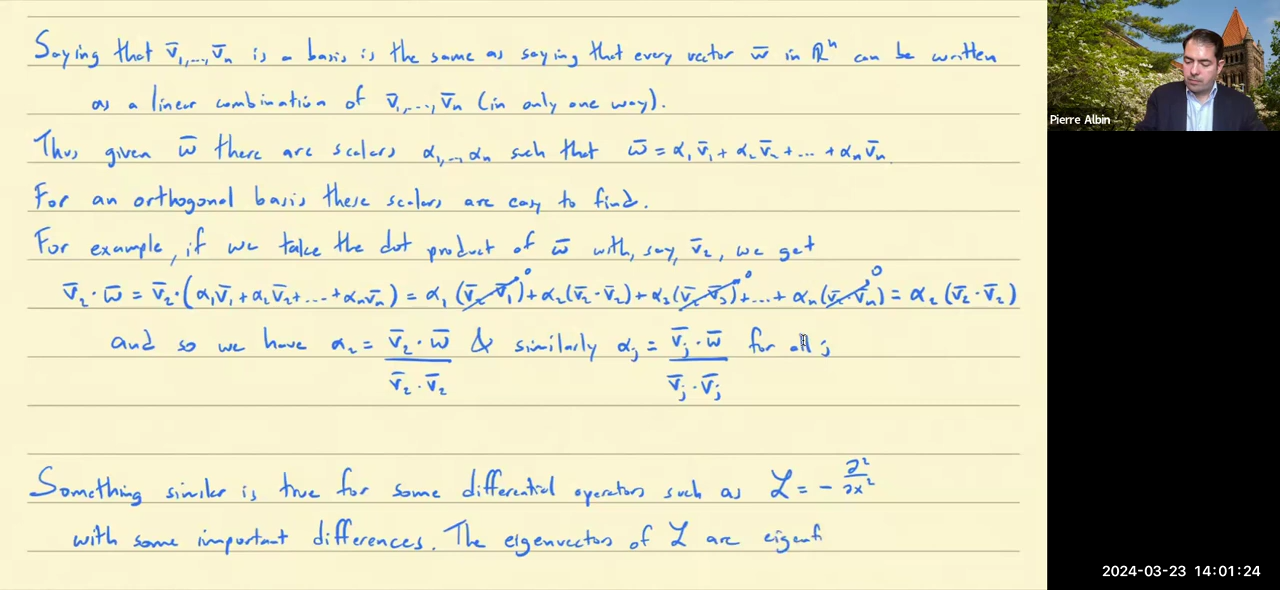 Saying that v̄₁,...,v̄ₙ is a basis is the same as saying that every vector w̄ in ℝⁿ can be written
as a linear combination of v̄₁,...,v̄ₙ (in only one way).
Thus given w̄ there are scalars α₁,...,αₙ such that w̄ = α₁v̄₁ + α₂v̄₂ + ... + αₙv̄ₙ.
For an orthogonal basis these scalars are easy to find.
For example, if we take the dot product of w̄ with, say, v̄₂, we get
v̄₂·w̄ = v̄₂·(α₁v̄₁ + α₂v̄₂ + ... + αₙv̄ₙ) = α₁(v̄₂·v̄₁)⁰ + α₂(v̄₂·v̄₂) + α₃(v̄₂·v̄₃)⁰ + ... + αₙ(v̄₂·v̄ₙ)⁰ = α₂(v̄₂·v̄₂)
and so we have α₂ = (v̄₂·w̄)/(v̄₂·v̄₂) & similarly αⱼ = (v̄ⱼ·w̄)/(v̄ⱼ·v̄ⱼ) for all j
Something similar is true for some differential operators such as ℒ = -∂²/∂x²
with some important differences. The eigenvectors of ℒ are eigenf
Pierre Albin
2024-03-23 14:01:24